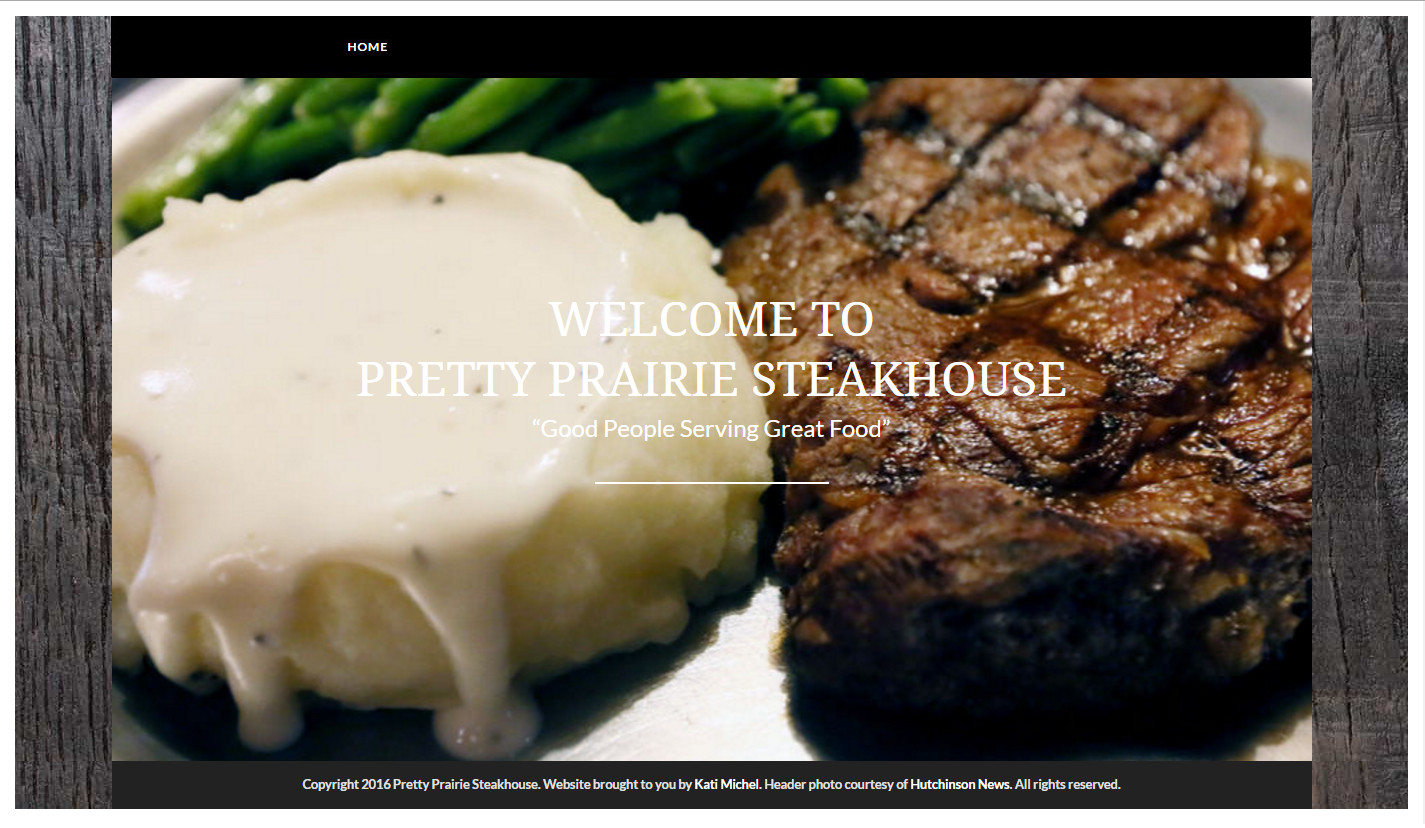 HOME
WELCOME TO
PRETTY PRAIRIE STEAKHOUSE
“Good People Serving Great Food”
Copyright 2016 Pretty Prairie Steakhouse. Website brought to you by Kati Michel. Header photo courtesy of Hutchinson News. All rights reserved.